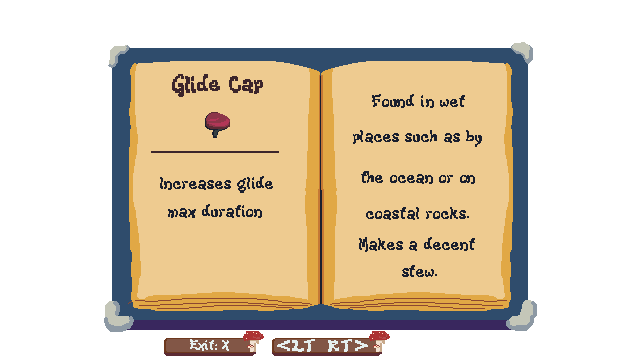 Glide Cap
Increases glide
max duration
Found in wet
places such as by
the ocean or on
coastal rocks.
Makes a decent
stew.
Exit: X
<LT RT>